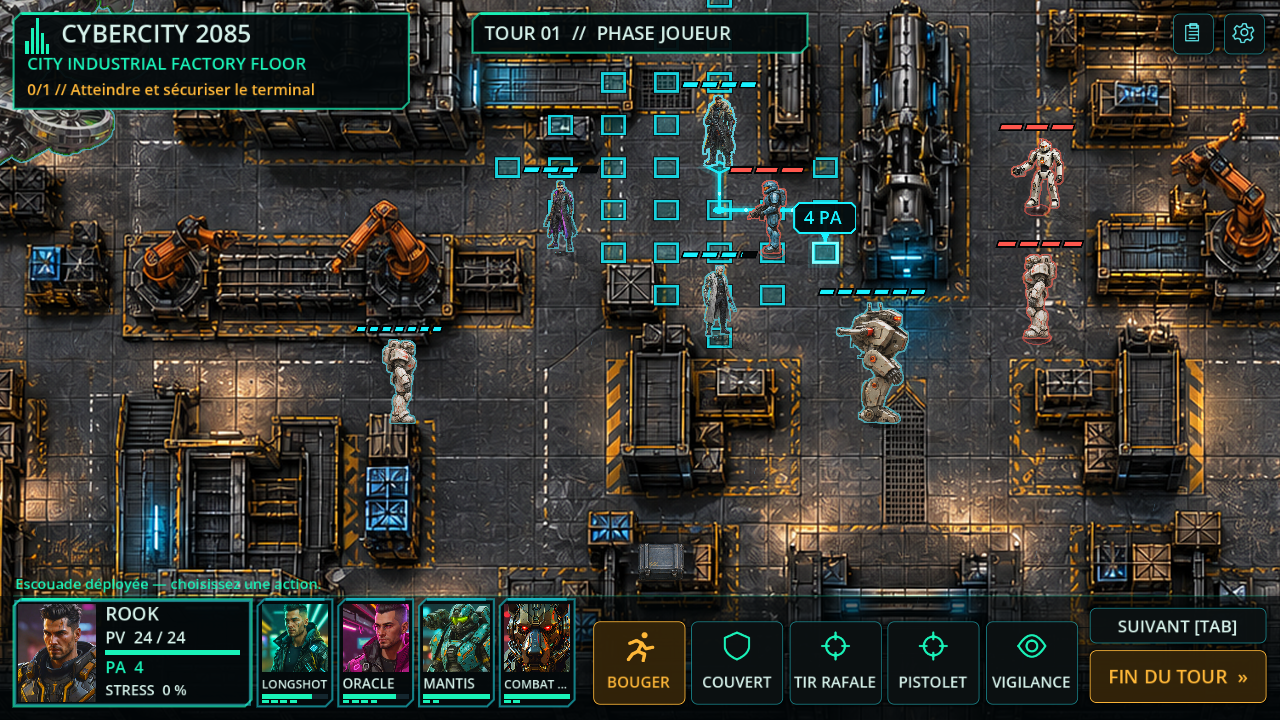 CYBERCITY 2085
CITY INDUSTRIAL FACTORY FLOOR
0/1 // Atteindre et sécuriser le terminal
TOUR 01 // PHASE JOUEUR
4 PA
Escouade déployée — choisissez une action.
ROOK
PV 24 / 24
PA 4
STRESS 0 %
LONGSHOT
ORACLE
MANTIS
COMBAT ...
BOUGER
COUVERT
TIR RAFALE
PISTOLET
VIGILANCE
SUIVANT [TAB]
FIN DU TOUR »